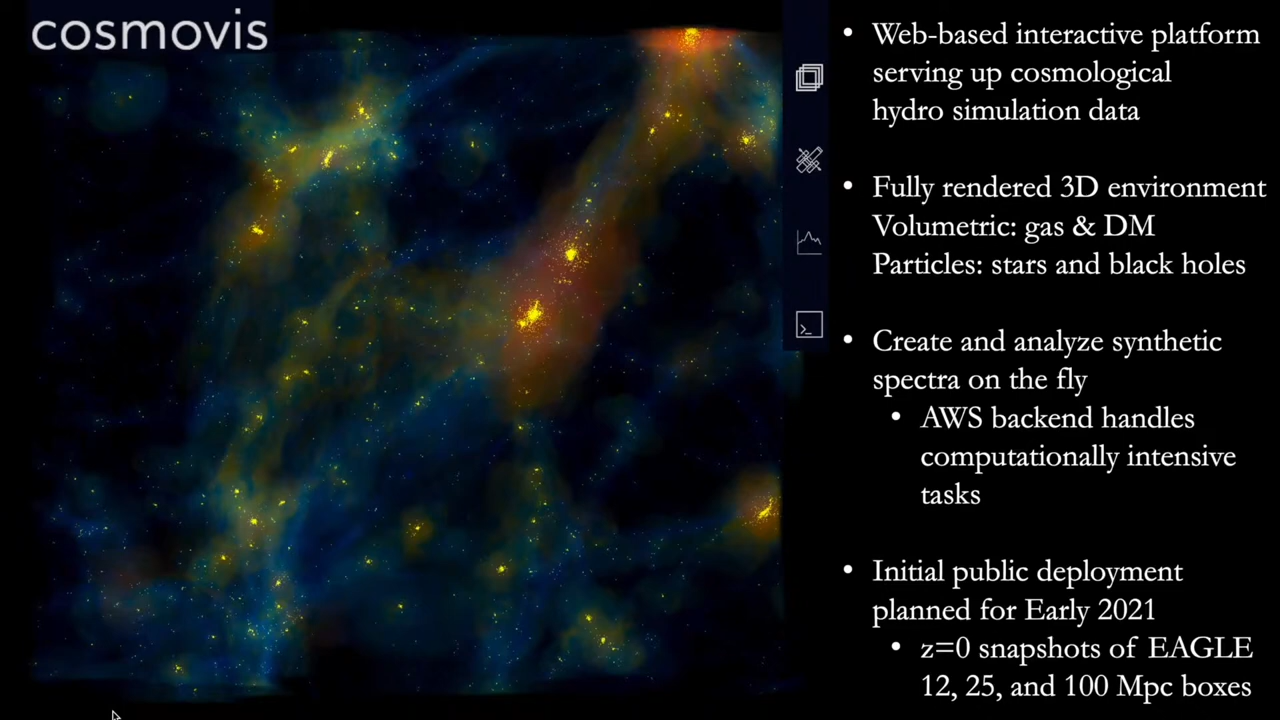 cosmovis
• Web-based interactive platform
serving up cosmological
hydro simulation data
• Fully rendered 3D environment
Volumetric: gas & DM
Particles: stars and black holes
• Create and analyze synthetic
spectra on the fly
• AWS backend handles
computationally intensive
tasks
• Initial public deployment
planned for Early 2021
• z=0 snapshots of EAGLE
12, 25, and 100 Mpc boxes